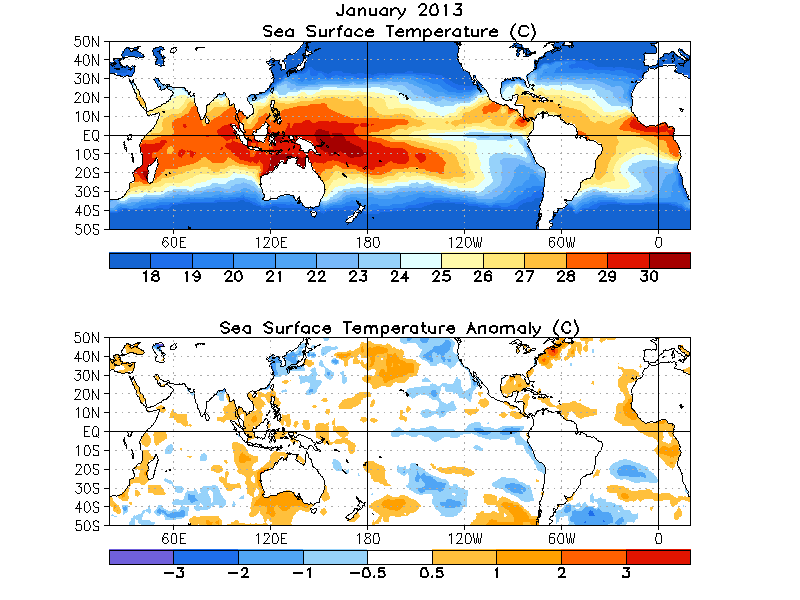 January 2013
Sea Surface Temperature (C)
50N
40N
30N
20N
10N
EQ
10S
20S
30S
40S
50S
60E 120E 180 120W 60W 0
18 19 20 21 22 23 24 25 26 27 28 29 30
Sea Surface Temperature Anomaly (C)
50N
40N
30N
20N
10N
EQ
10S
20S
30S
40S
50S
60E 120E 180 120W 60W 0
-3 -2 -1 -0.5 0.5 1 2 3